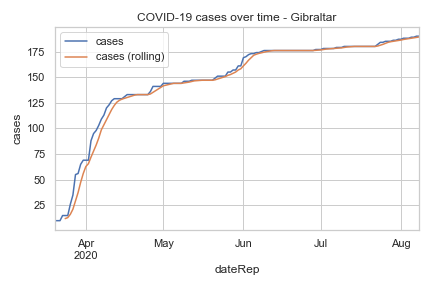 COVID-19 cases over time - Gibraltar
cases
cases (rolling)
175
150
125
100
75
50
25
cases
Apr
2020
May
Jun
Jul
Aug
dateRep